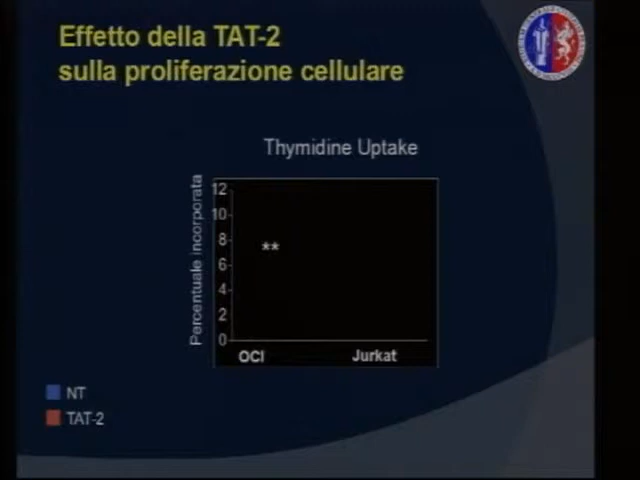 Effetto della TAT-2
sulla proliferazione cellulare
Thymidine Uptake
Percentuale incorporata
12
10
8
6
4
2
0
**
OCI
Jurkat
NT
TAT-2